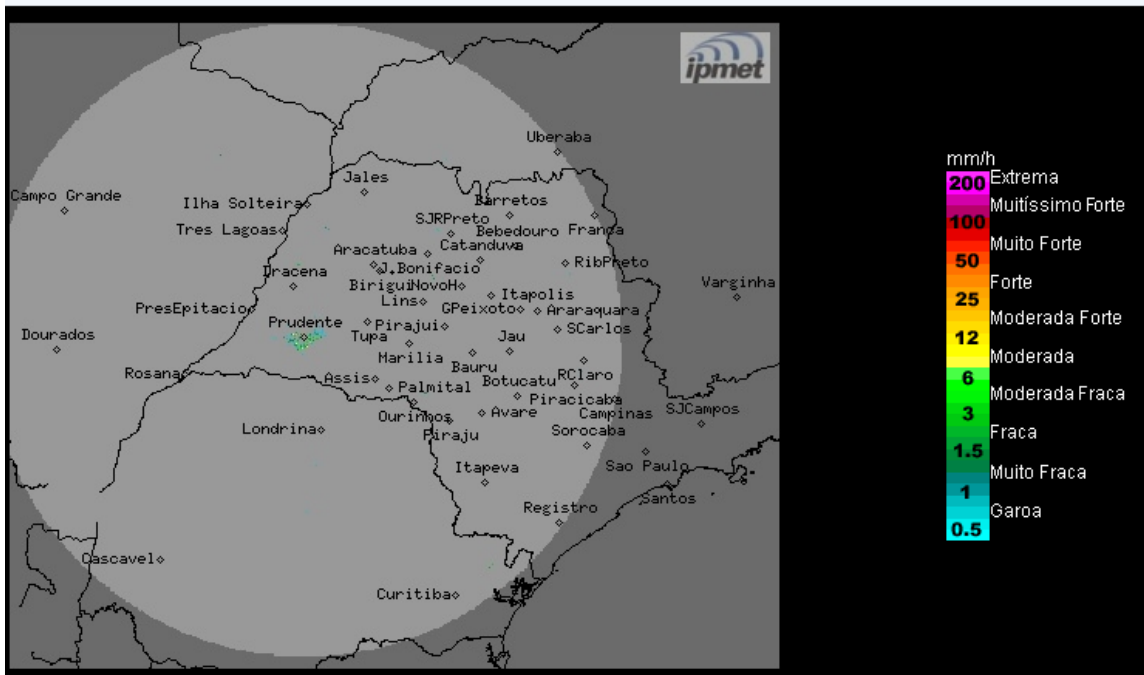 ipmet
Uberaba
Jales
Campo Grande
Ilha Solteira
Barretos
SJRPreto
Tres Lagoas
Bebedouro
Franca
Aracatuba
Catanduva
Dracena
J.Bonifacio
RibPreto
Birigui
NovoH
Varginha
Lins
Itapolis
PresEpitacio
GPeixoto
Araraquara
Prudente
Pirajui
SCarlos
Dourados
Tupa
Jau
Marilia
Bauru
Rosana
Assis
Palmital
Botucatu
RClaro
Piracicaba
SJCampos
Ourinhos
Avare
Campinas
Londrina
Piraju
Sorocaba
Itapeva
Sao Paulo
Santos
Registro
Cascavel
Curitiba
mm/h
200 Extrema
Muitíssimo Forte
100
Muito Forte
50
Forte
25
Moderada Forte
12
Moderada
6
Moderada Fraca
3
Fraca
1.5
Muito Fraca
1
Garoa
0.5